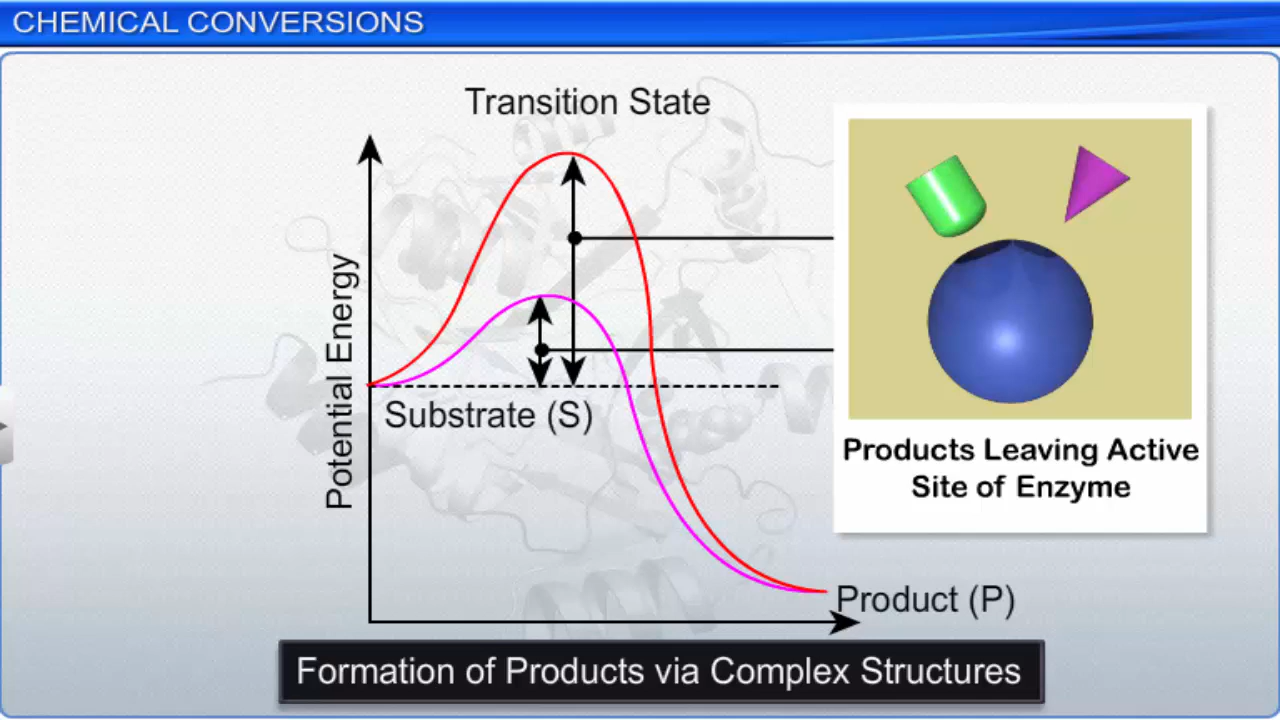 CHEMICAL CONVERSIONS
Transition State
Potential Energy
Substrate (S)
Products Leaving Active
Site of Enzyme
Product (P)
Formation of Products via Complex Structures